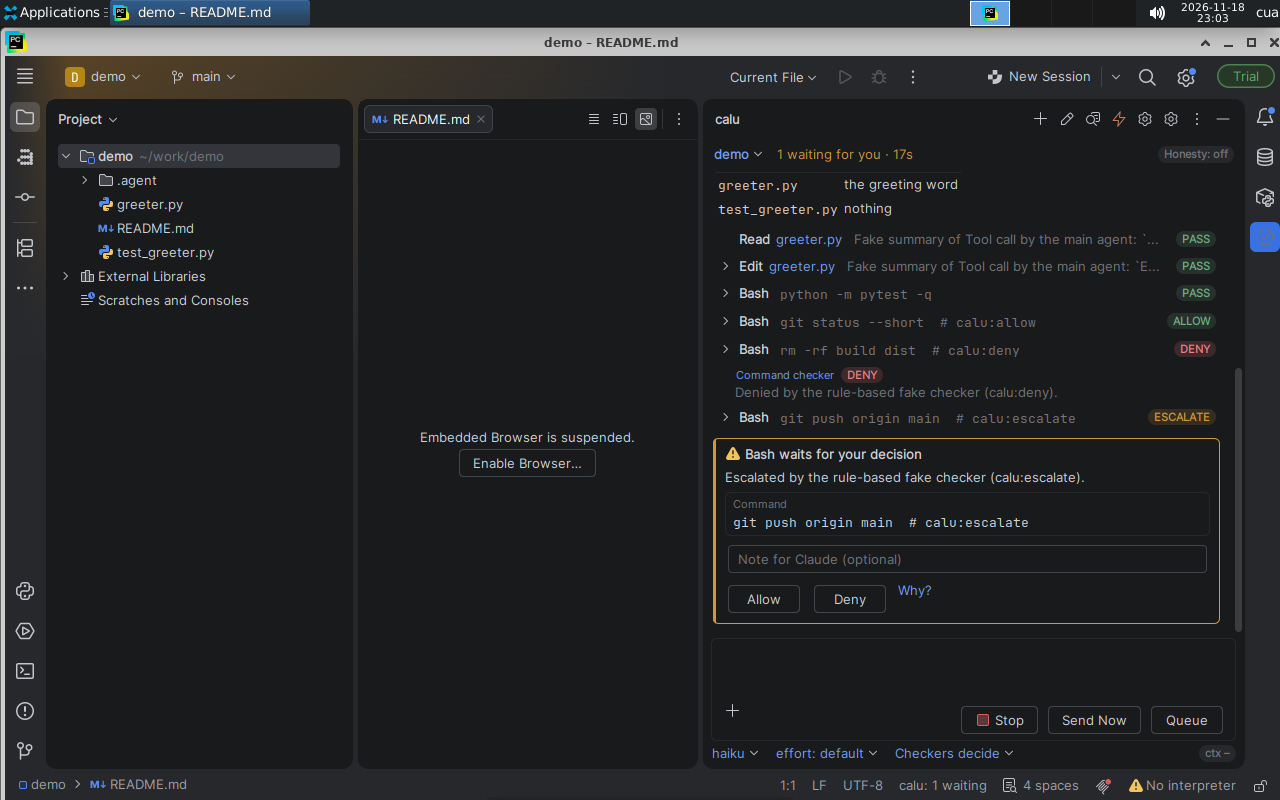 Applications demo – README.md 2026-11-18 23:03 cua
demo – README.md
D demo main Current File New Session Trial
Project
demo ~/work/demo
.agent
greeter.py
README.md
test_greeter.py
External Libraries
Scratches and Consoles
README.md
Embedded Browser is suspended.
Enable Browser...
calu
demo 1 waiting for you · 17s Honesty: off
greeter.py the greeting word
test_greeter.py nothing
Read greeter.py Fake summary of Tool call by the main agent: `... PASS
Edit greeter.py Fake summary of Tool call by the main agent: `E... PASS
Bash python -m pytest -q PASS
Bash git status --short # calu:allow ALLOW
Bash rm -rf build dist # calu:deny DENY
Command checker DENY
Denied by the rule-based fake checker (calu:deny).
Bash git push origin main # calu:escalate ESCALATE
Bash waits for your decision
Escalated by the rule-based fake checker (calu:escalate).
Command
git push origin main # calu:escalate
Note for Claude (optional)
Allow Deny Why?
Stop Send Now Queue
haiku effort: default Checkers decide ctx –
demo README.md 1:1 LF UTF-8 calu: 1 waiting 4 spaces No interpreter